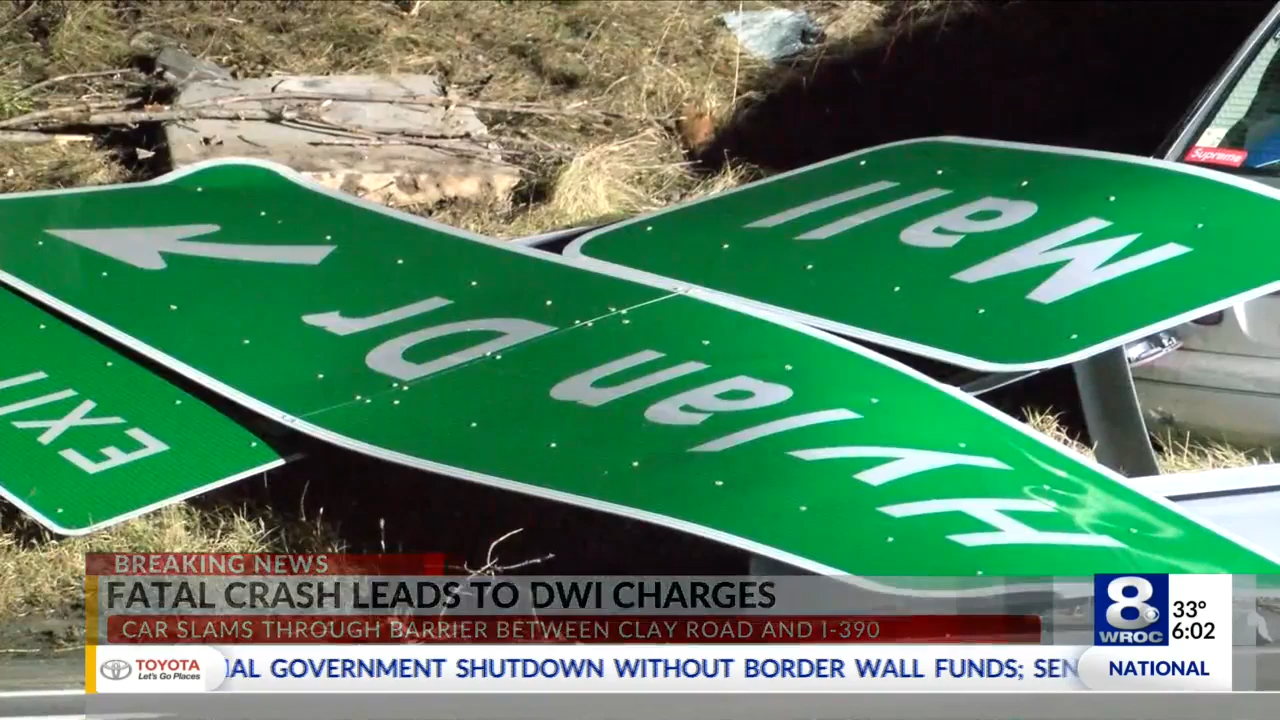 Supreme
Mall
Hylan Dr
EXIT
BREAKING NEWS
FATAL CRASH LEADS TO DWI CHARGES
CAR SLAMS THROUGH BARRIER BETWEEN CLAY ROAD AND I-390
8
WROC
33°
6:02
TOYOTA
Let's Go Places
GOVERNMENT SHUTDOWN WITHOUT BORDER WALL FUNDS;
NATIONAL